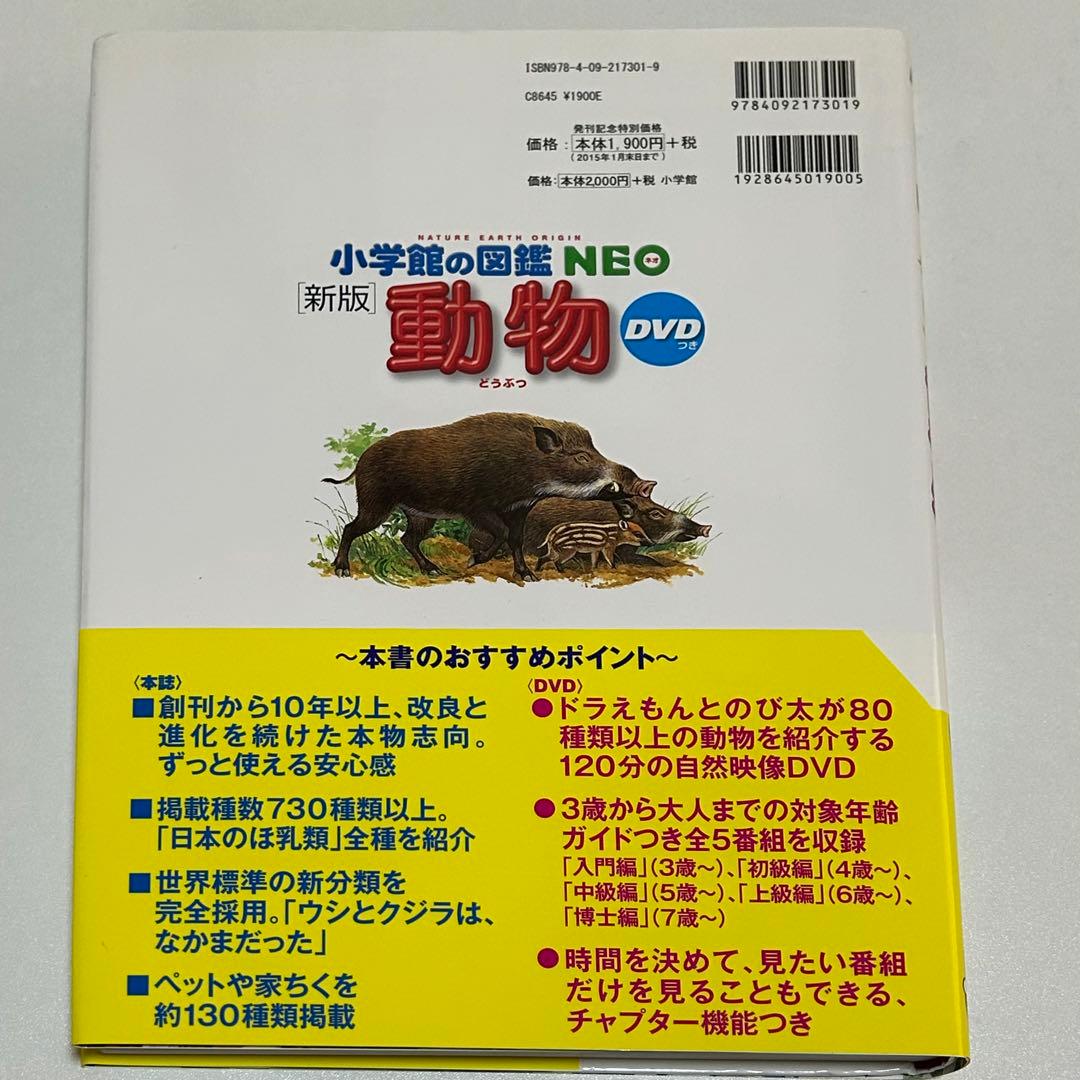 ISBN978-4-09-217301-9
C8645 ¥1900E
9784092173019
発刊記念特別価格
価格：本体1,900円＋税
（2015年1月末日まで）
価格：本体2,000円＋税 小学館
1928645019005
NATURE EARTH ORIGIN
小学館の図鑑 NEO ネオ
［新版］動物 DVDつき
どうぶつ
～本書のおすすめポイント～
〈本誌〉
■創刊から10年以上、改良と
進化を続けた本物志向。
ずっと使える安心感
■掲載種数730種類以上。
「日本のほ乳類」全種を紹介
■世界標準の新分類を
完全採用。「ウシとクジラは、
なかまだった」
■ペットや家ちくを
約130種類掲載
〈DVD〉
●ドラえもんとのび太が80
種類以上の動物を紹介する
120分の自然映像DVD
●3歳から大人までの対象年齢
ガイドつき全5番組を収録
「入門編」（3歳～）、「初級編」（4歳～）、
「中級編」（5歳～）、「上級編」（6歳～）、
「博士編」（7歳～）
●時間を決めて、見たい番組
だけを見ることもできる、
チャプター機能つき